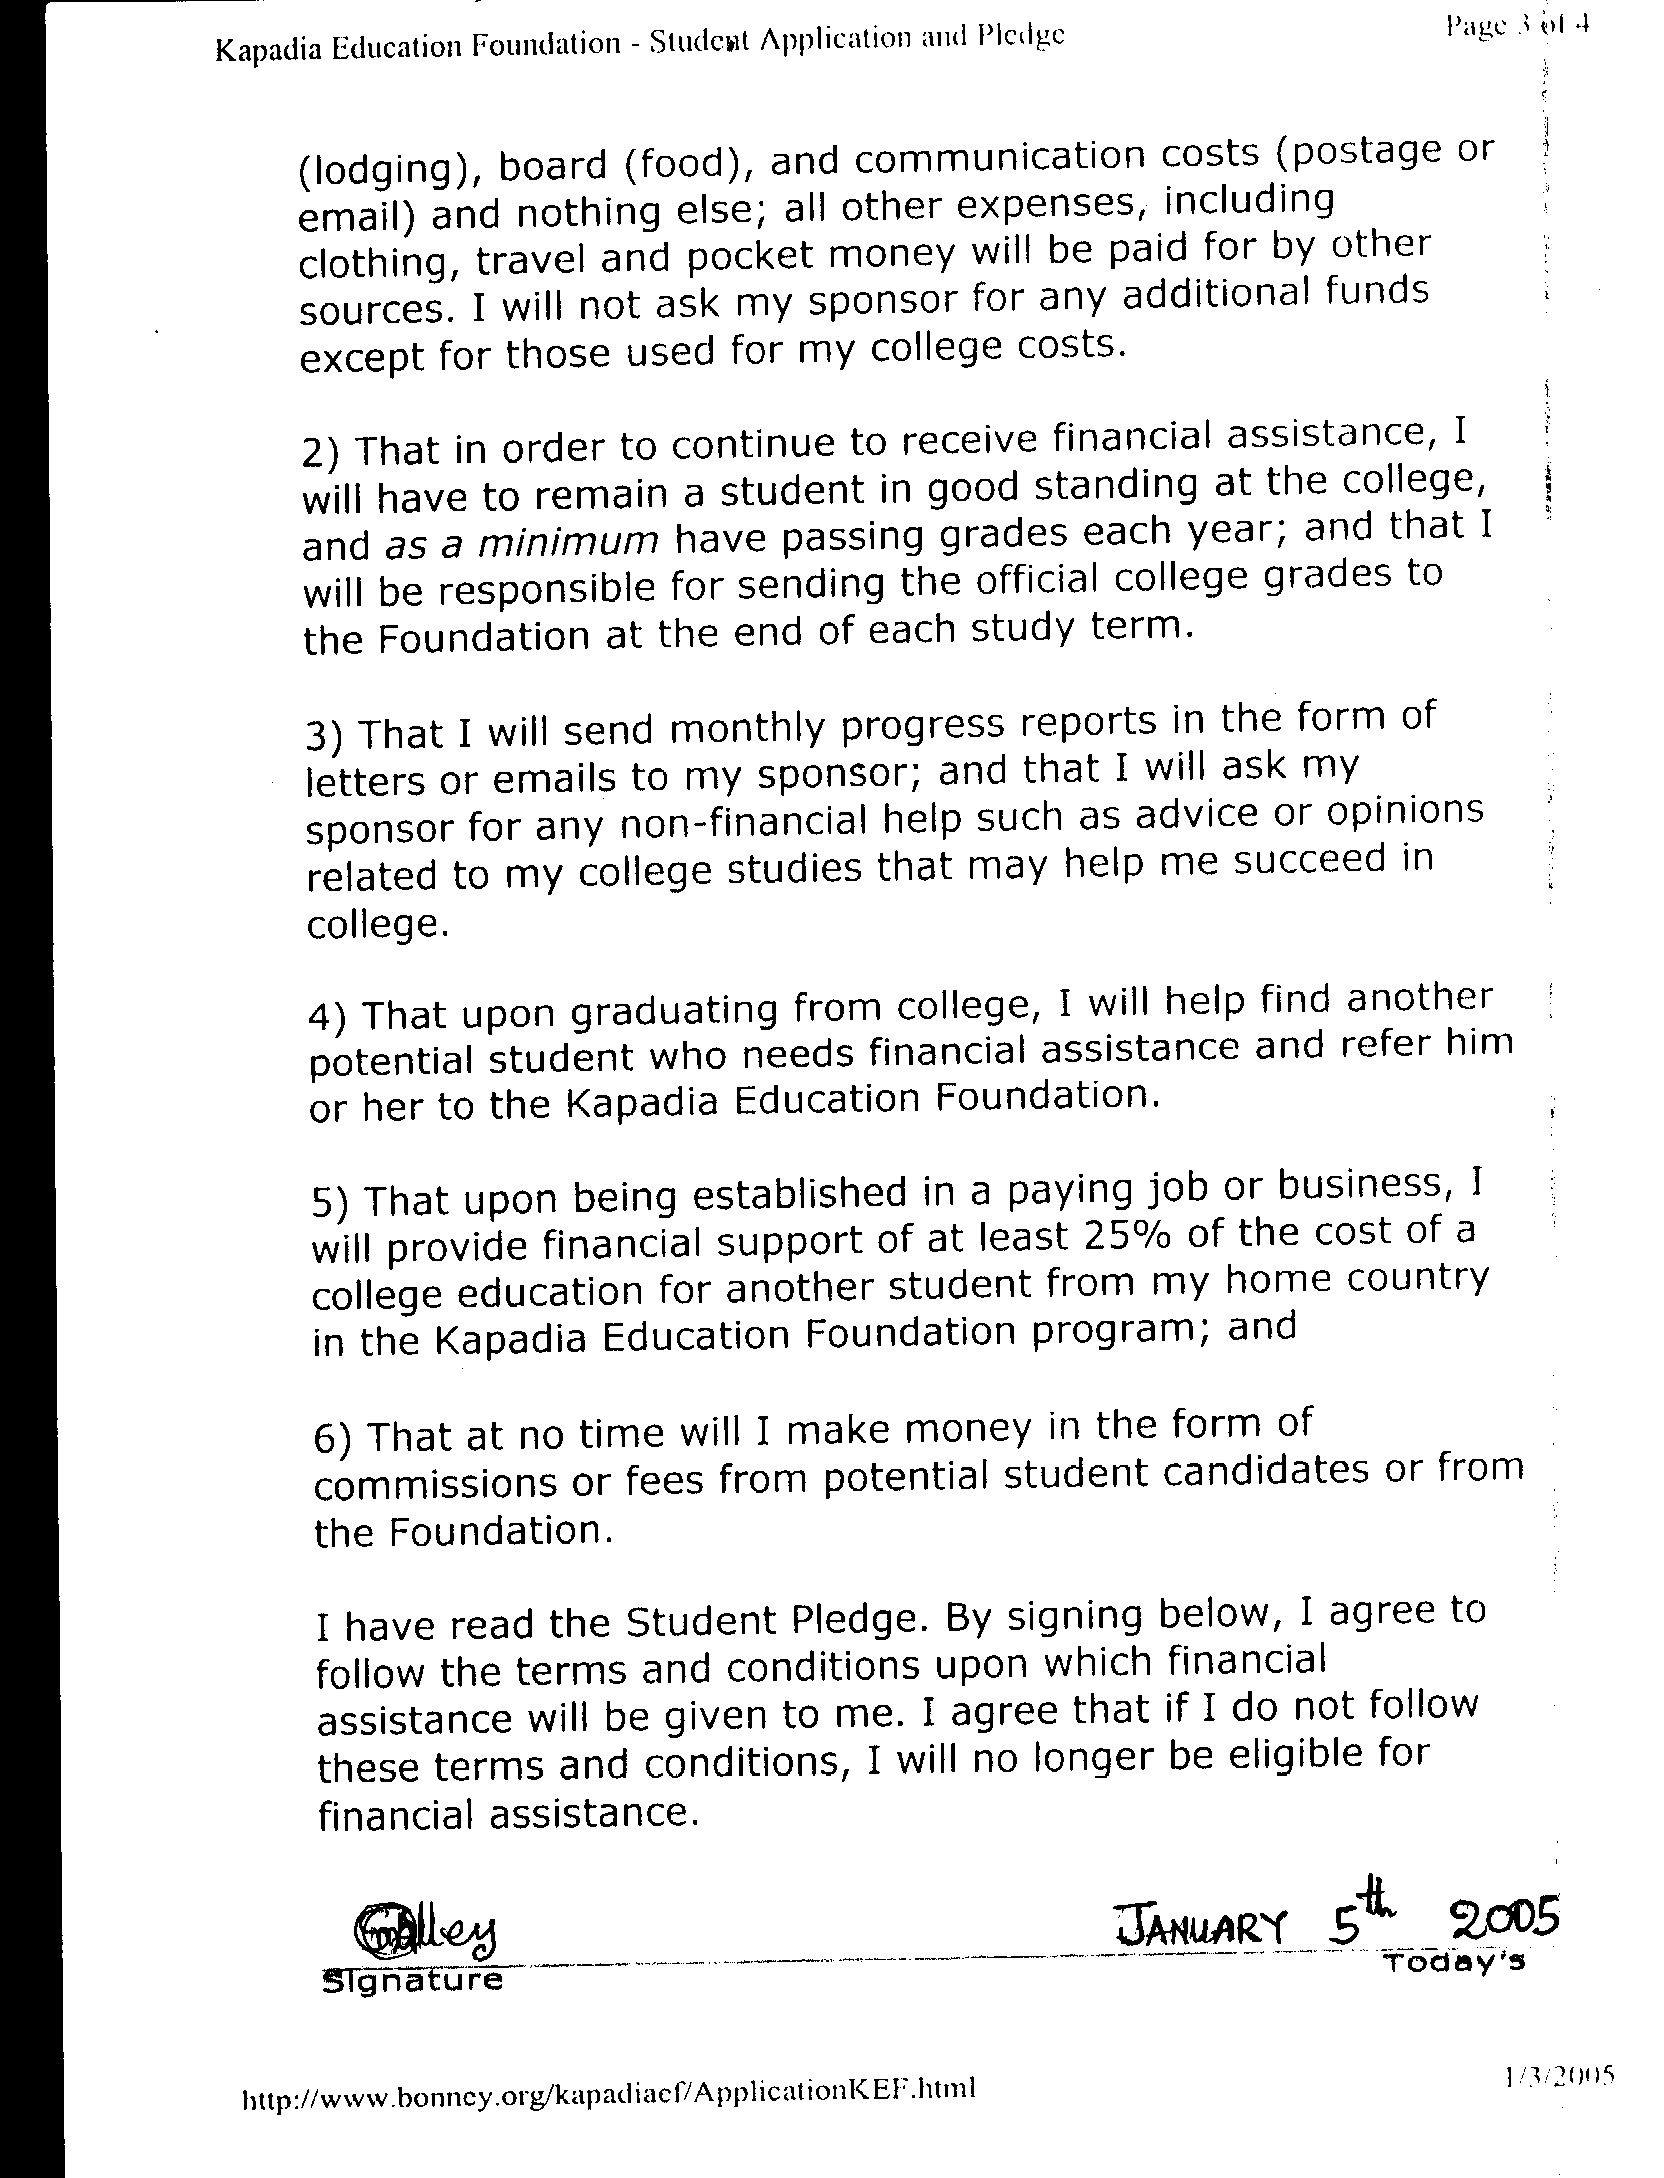 Kapadia Education Foundation - Student Application and Pledge
Page 3 of 4
(lodging), board (food), and communication costs (postage or
email) and nothing else; all other expenses, including
clothing, travel and pocket money will be paid for by other
sources. I will not ask my sponsor for any additional funds
except for those used for my college costs.
2) That in order to continue to receive financial assistance, I
will have to remain a student in good standing at the college,
and as a minimum have passing grades each year; and that I
will be responsible for sending the official college grades to
the Foundation at the end of each study term.
3) That I will send monthly progress reports in the form of
letters or emails to my sponsor; and that I will ask my
sponsor for any non-financial help such as advice or opinions
related to my college studies that may help me succeed in
college.
4) That upon graduating from college, I will help find another
potential student who needs financial assistance and refer him
or her to the Kapadia Education Foundation.
5) That upon being established in a paying job or business, I
will provide financial support of at least 25% of the cost of a
college education for another student from my home country
in the Kapadia Education Foundation program; and
6) That at no time will I make money in the form of
commissions or fees from potential student candidates or from
the Foundation.
I have read the Student Pledge. By signing below, I agree to
follow the terms and conditions upon which financial
assistance will be given to me. I agree that if I do not follow
these terms and conditions, I will no longer be eligible for
financial assistance.
JANUARY 5th 2005
Signature Today's
http://www.bonney.org/kapadiaef/ApplicationKEF.html
1/3/2005